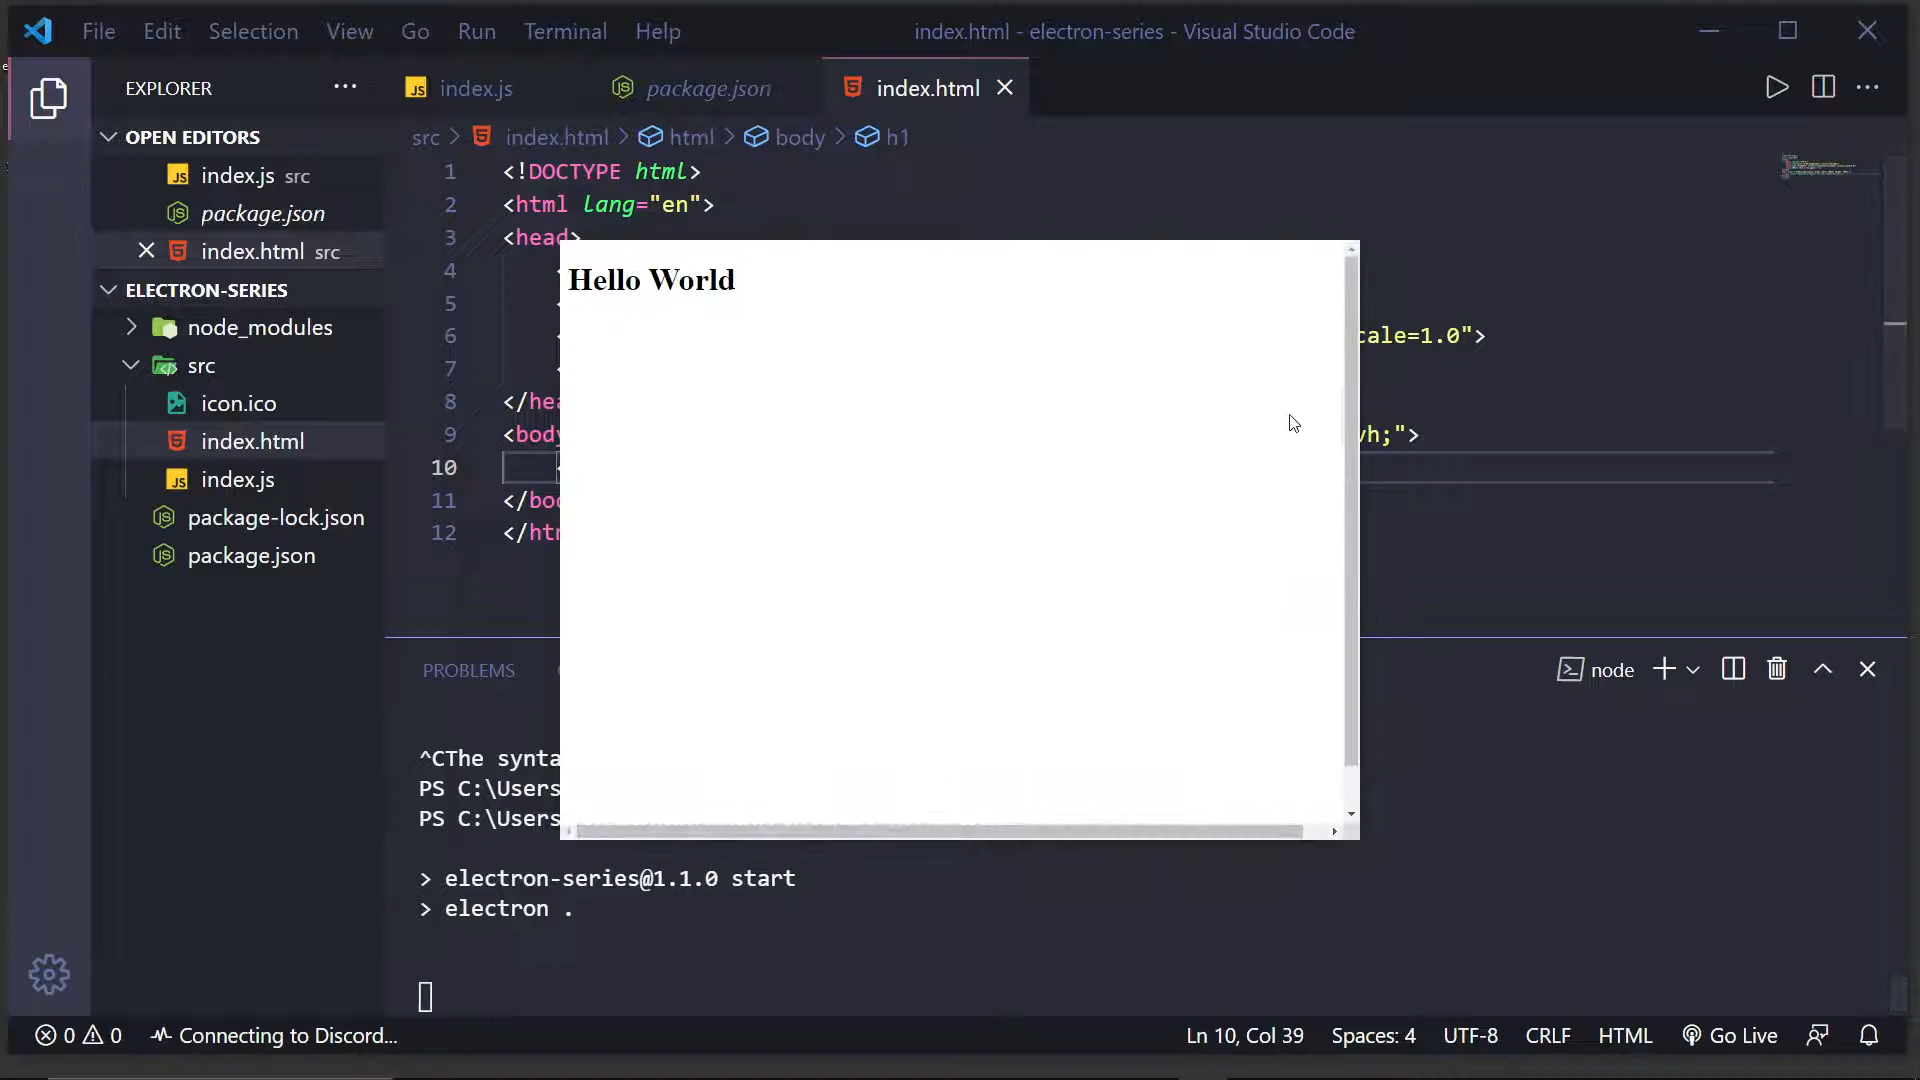 File Edit Selection View Go Run Terminal Help index.html - electron-series - Visual Studio Code
EXPLORER ··· index.js package.json index.html
OPEN EDITORS
index.js src
package.json
index.html src
ELECTRON-SERIES
node_modules
src
icon.ico
index.html
index.js
package-lock.json
package.json
src > index.html > html > body > h1
1 <!DOCTYPE html>
2 <html lang="en">
3 <head>
4 <
5 <
6 < cale=1.0">
7 <
8 </hea
9 <body vh;">
10 <
11 </bod
12 </htm
Hello World
PROBLEMS node
^CThe synta
PS C:\Users
PS C:\Users
> electron-series@1.1.0 start
> electron .
0 0 Connecting to Discord... Ln 10, Col 39 Spaces: 4 UTF-8 CRLF HTML Go Live